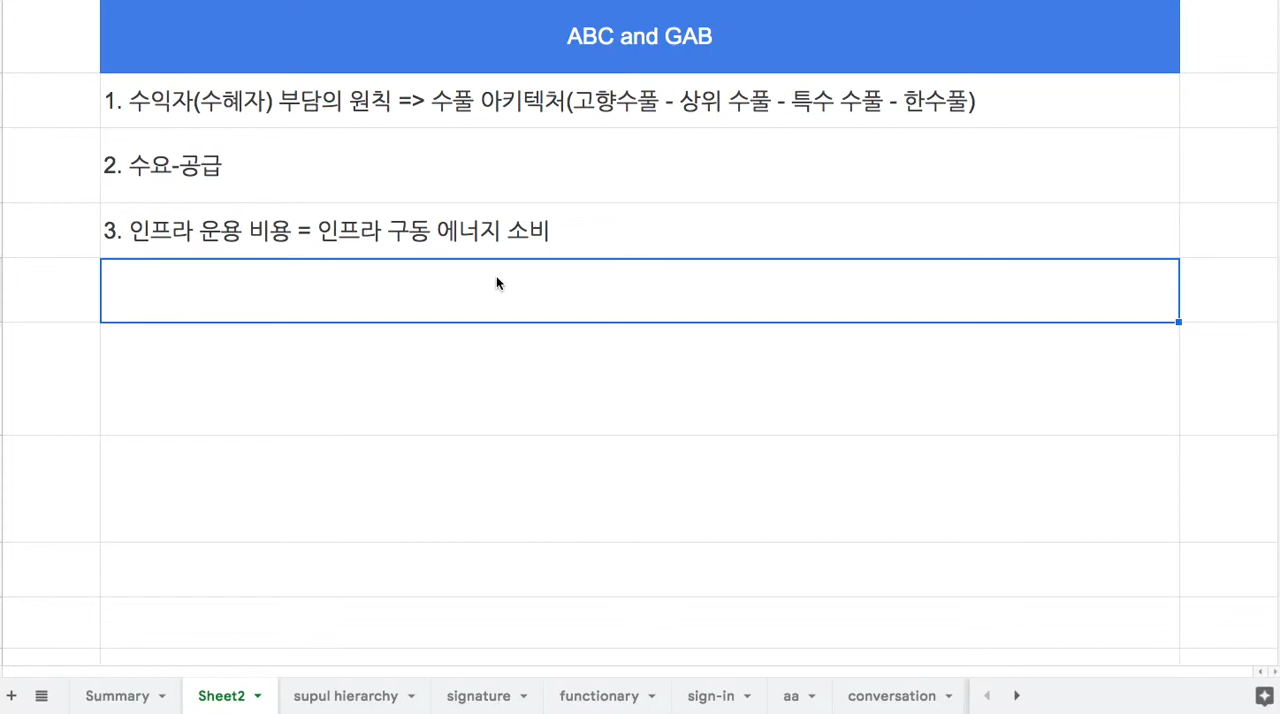 ABC and GAB
1. 수익자(수혜자) 부담의 원칙 => 수풀 아키텍처(고향수풀 - 상위 수풀 - 특수 수풀 - 한수풀)
2. 수요-공급
3. 인프라 운용 비용 = 인프라 구동 에너지 소비
Summary Sheet2 supul hierarchy signature functionary sign-in aa conversation